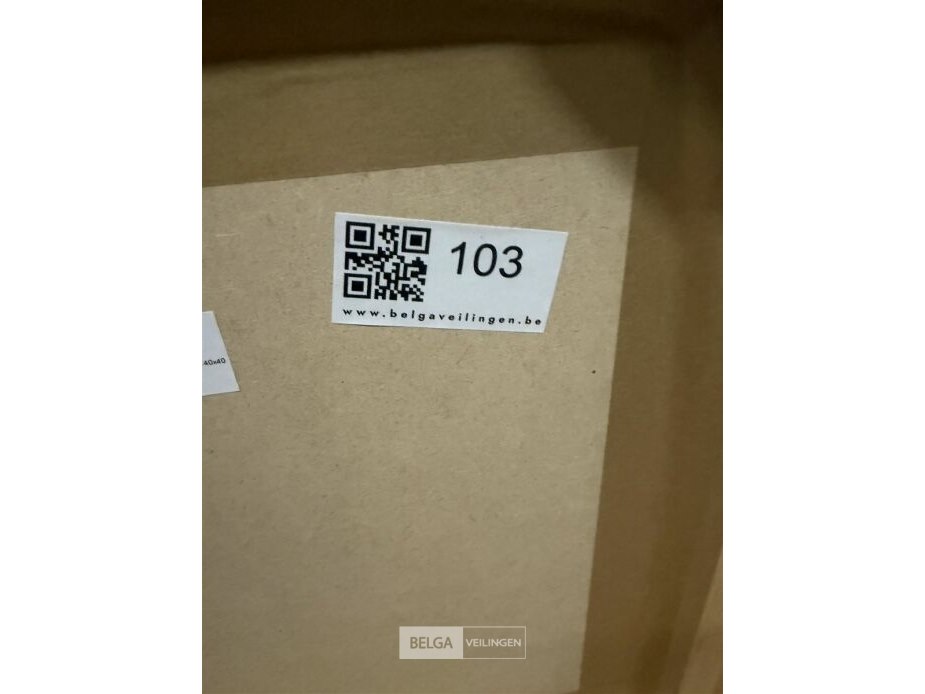 103
www.belgaveilingen.be
40x40
BELGA VEILINGEN